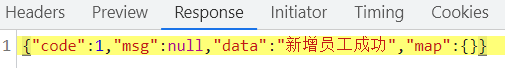 Headers Preview Response Initiator Timing Cookies
1 {"code":1,"msg":null,"data":"新增员工成功","map":{}}